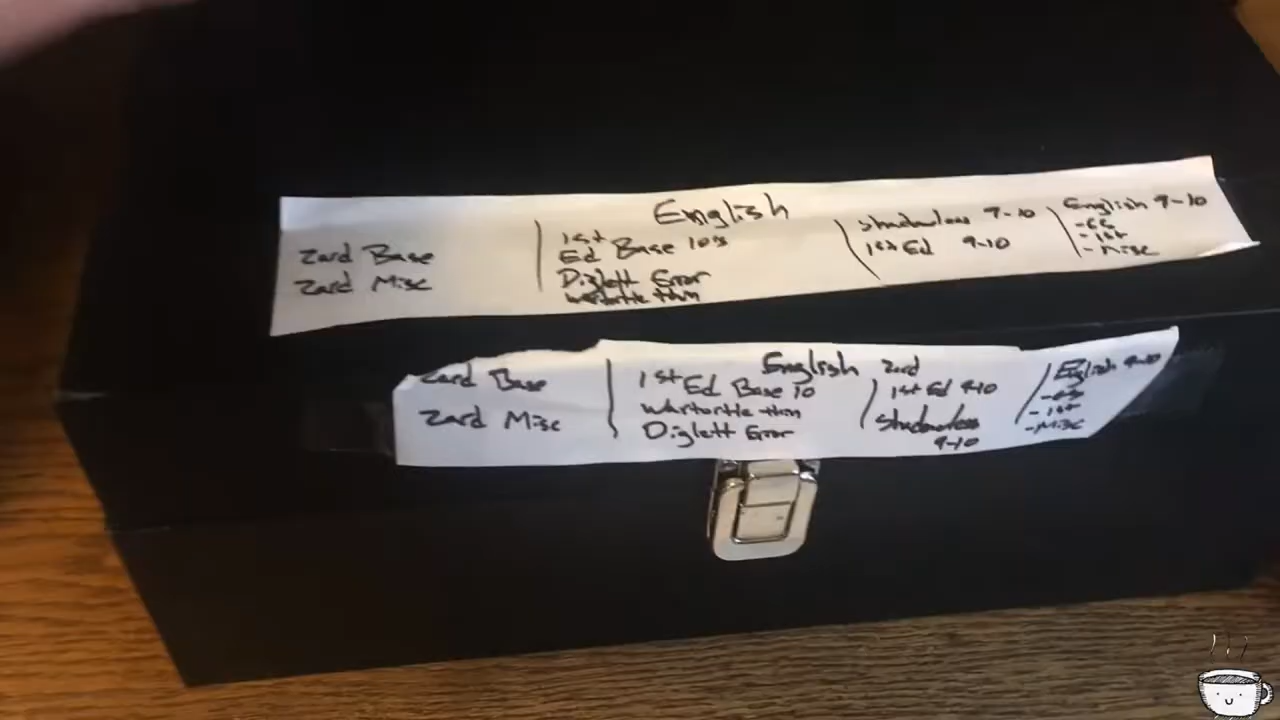 English
Zard Base
Zard Misc
1st
Ed Base 10's
Diglett Error
Wartortle thin
Shadowless 9-10
1st Ed 9-10
English 9-10
- 1st
- Misc
English 2nd
Zard Base
Zard Misc
1st Ed Base 10
Wartortle thin
Diglett Error
1st Ed 9-10
Shadowless
9-10
English 9-10
- 1st
- Misc